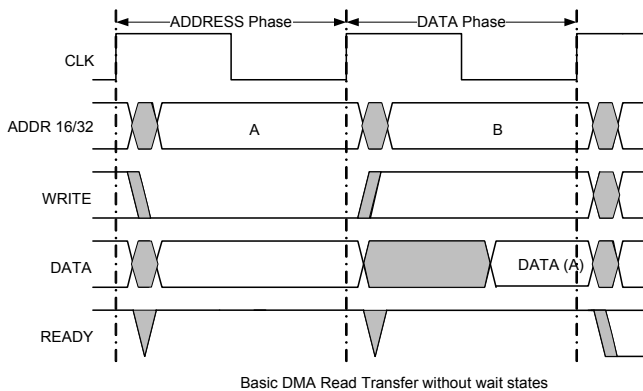 ADDRESS Phase DATA Phase
CLK
ADDR 16/32 A B
WRITE
DATA DATA (A)
READY
Basic DMA Read Transfer without wait states